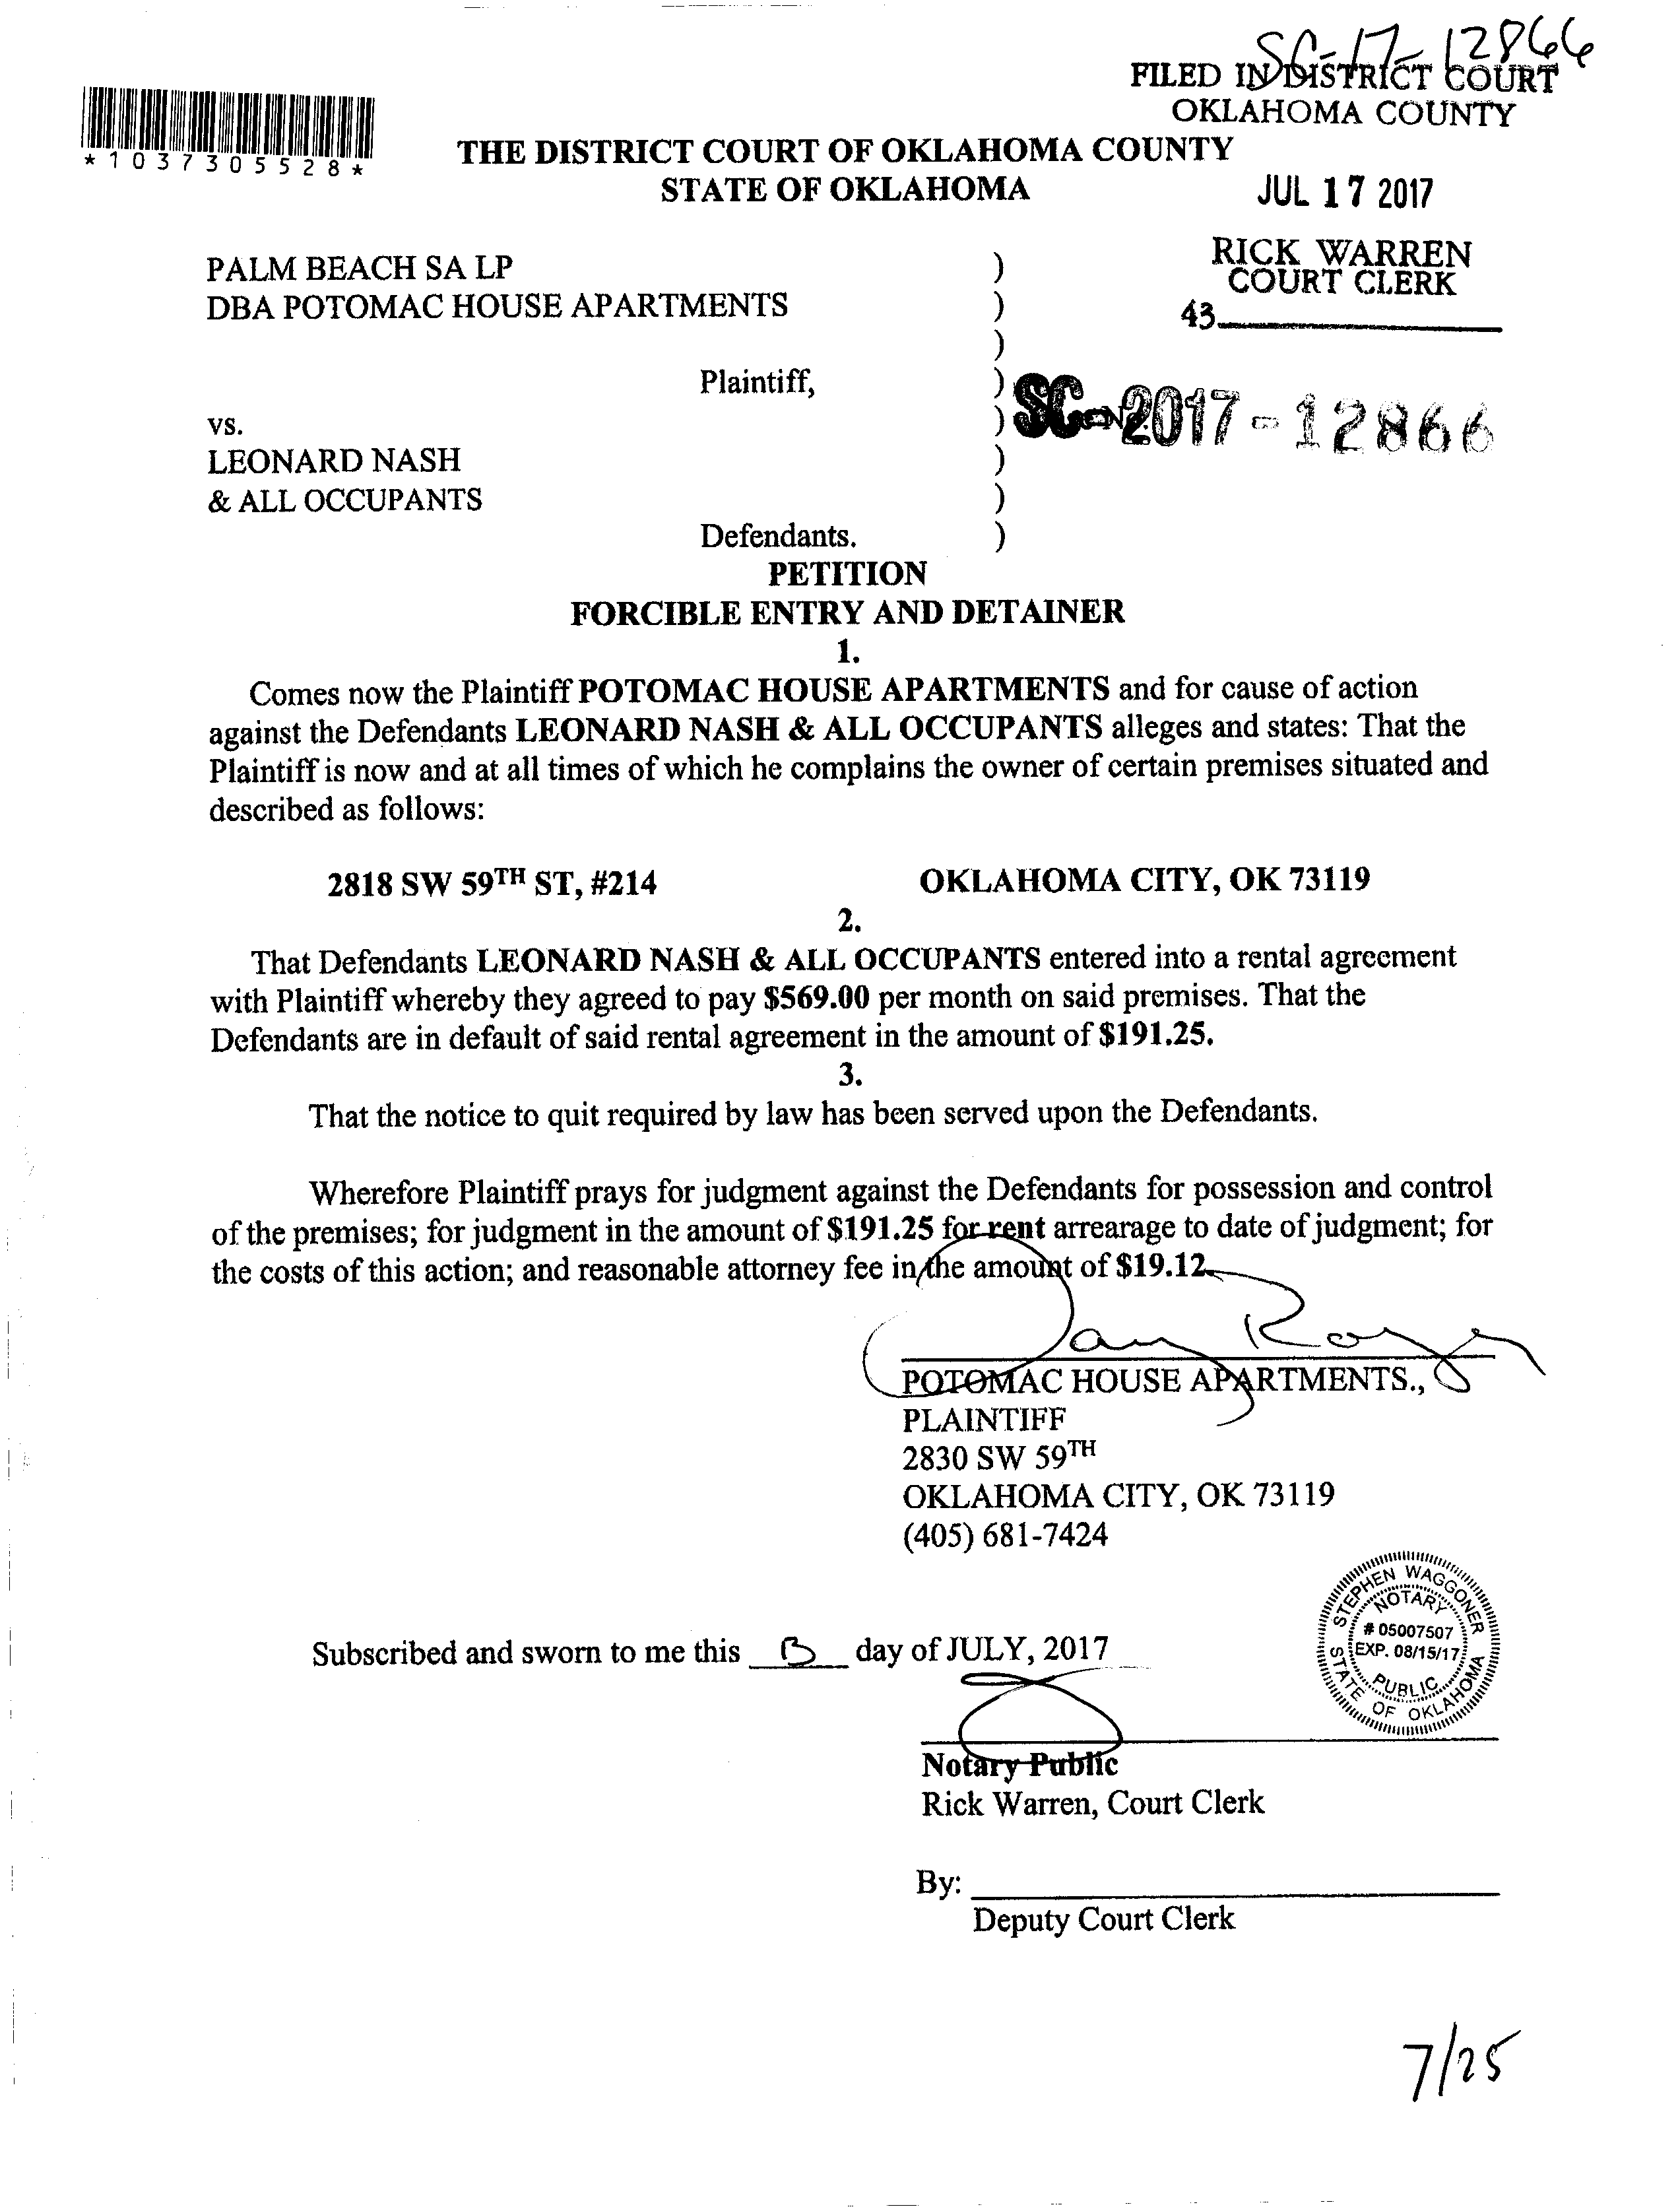 SC-17-12866
FILED IN DISTRICT COURT
OKLAHOMA COUNTY
*1037305528*
THE DISTRICT COURT OF OKLAHOMA COUNTY
STATE OF OKLAHOMA
JUL 17 2017
RICK WARREN
COURT CLERK
43
PALM BEACH SA LP )
DBA POTOMAC HOUSE APARTMENTS )
)
Plaintiff, )
SC-2017-12866
vs. )
LEONARD NASH )
& ALL OCCUPANTS )
Defendants. )
PETITION
FORCIBLE ENTRY AND DETAINER
1.
Comes now the Plaintiff POTOMAC HOUSE APARTMENTS and for cause of action
against the Defendants LEONARD NASH & ALL OCCUPANTS alleges and states: That the
Plaintiff is now and at all times of which he complains the owner of certain premises situated and
described as follows:
2818 SW 59TH ST, #214 OKLAHOMA CITY, OK 73119
2.
That Defendants LEONARD NASH & ALL OCCUPANTS entered into a rental agreement
with Plaintiff whereby they agreed to pay $569.00 per month on said premises. That the
Defendants are in default of said rental agreement in the amount of $191.25.
3.
That the notice to quit required by law has been served upon the Defendants.
Wherefore Plaintiff prays for judgment against the Defendants for possession and control
of the premises; for judgment in the amount of $191.25 for rent arrearage to date of judgment; for
the costs of this action; and reasonable attorney fee in the amount of $19.12.
POTOMAC HOUSE APARTMENTS.,
PLAINTIFF
2830 SW 59TH
OKLAHOMA CITY, OK 73119
(405) 681-7424
STEPHEN WAGGONER
NOTARY
# 05007507
EXP. 08/15/17
PUBLIC
STATE OF OKLAHOMA
Subscribed and sworn to me this day of JULY, 2017
Notary Public
Rick Warren, Court Clerk
By:
Deputy Court Clerk
7/25